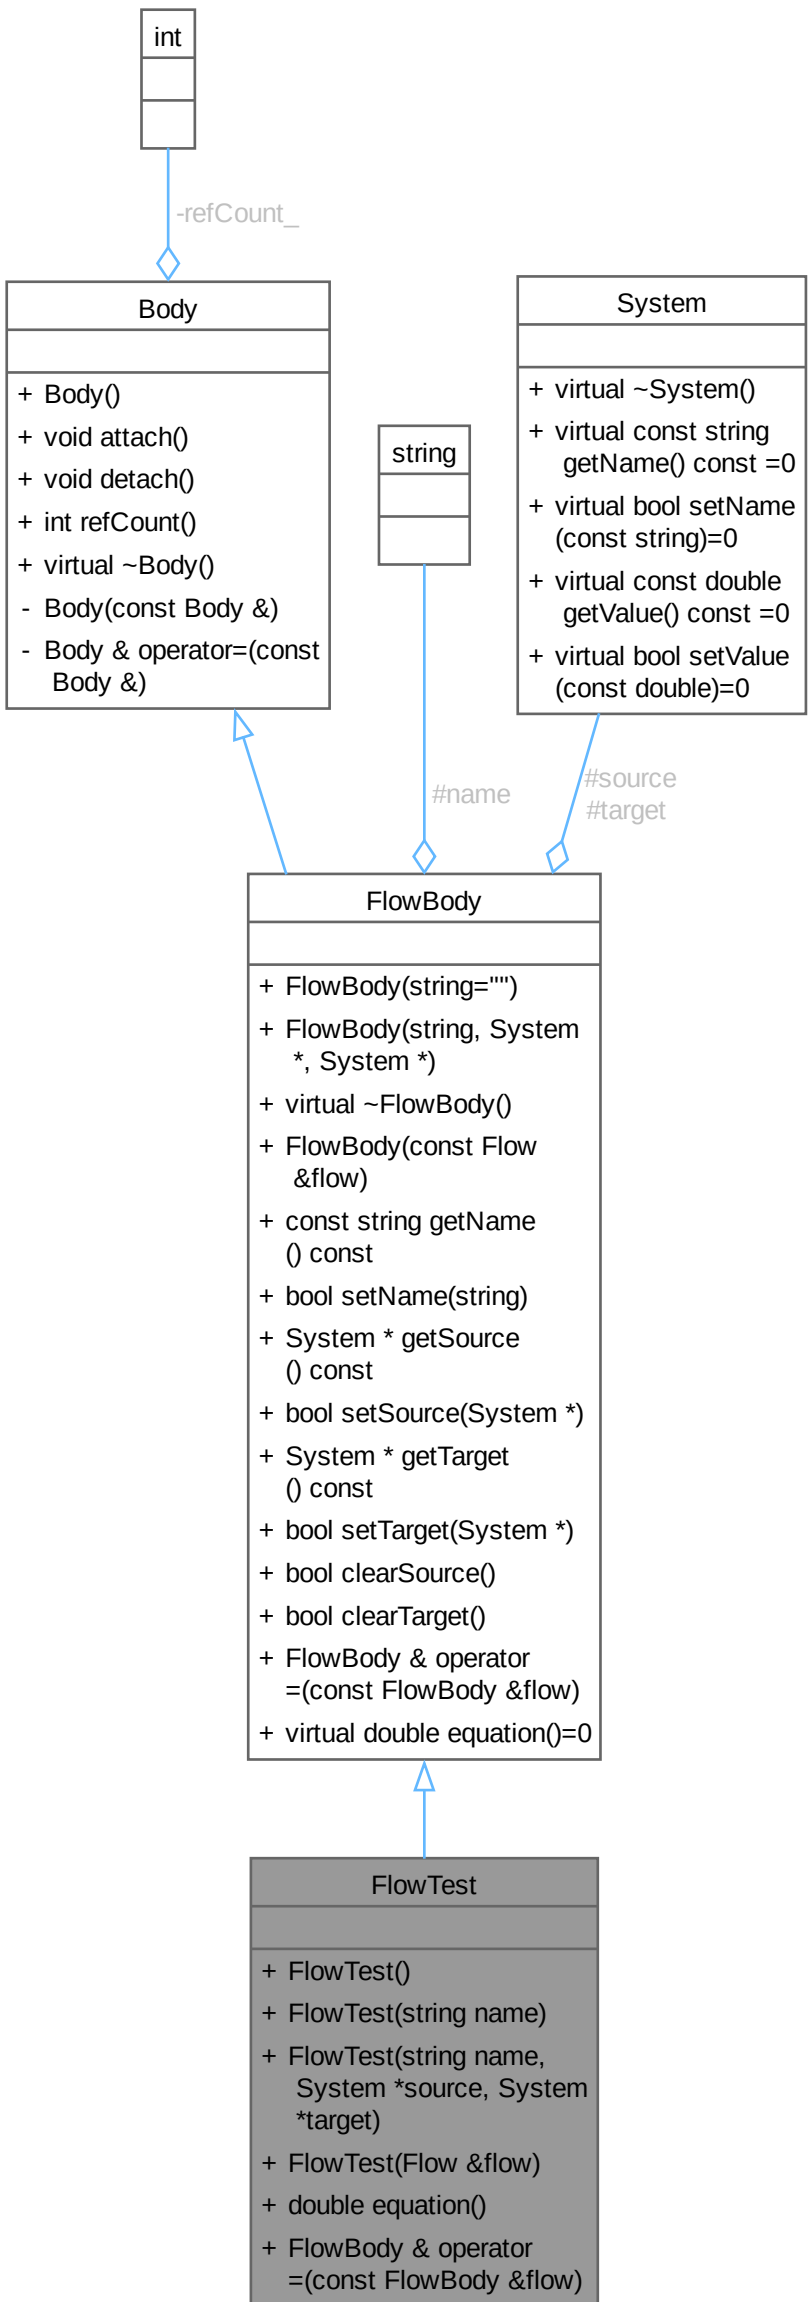 int
-refCount_
Body
+ Body()
+ void attach()
+ void detach()
+ int refCount()
+ virtual ~Body()
- Body(const Body &)
- Body & operator=(const
Body &)
string
System
+ virtual ~System()
+ virtual const string
getName() const =0
+ virtual bool setName
(const string)=0
+ virtual const double
getValue() const =0
+ virtual bool setValue
(const double)=0
#name
#source
#target
FlowBody
+ FlowBody(string="")
+ FlowBody(string, System
*, System *)
+ virtual ~FlowBody()
+ FlowBody(const Flow
&flow)
+ const string getName
() const
+ bool setName(string)
+ System * getSource
() const
+ bool setSource(System *)
+ System * getTarget
() const
+ bool setTarget(System *)
+ bool clearSource()
+ bool clearTarget()
+ FlowBody & operator
=(const FlowBody &flow)
+ virtual double equation()=0
FlowTest
+ FlowTest()
+ FlowTest(string name)
+ FlowTest(string name,
System *source, System
*target)
+ FlowTest(Flow &flow)
+ double equation()
+ FlowBody & operator
=(const FlowBody &flow)